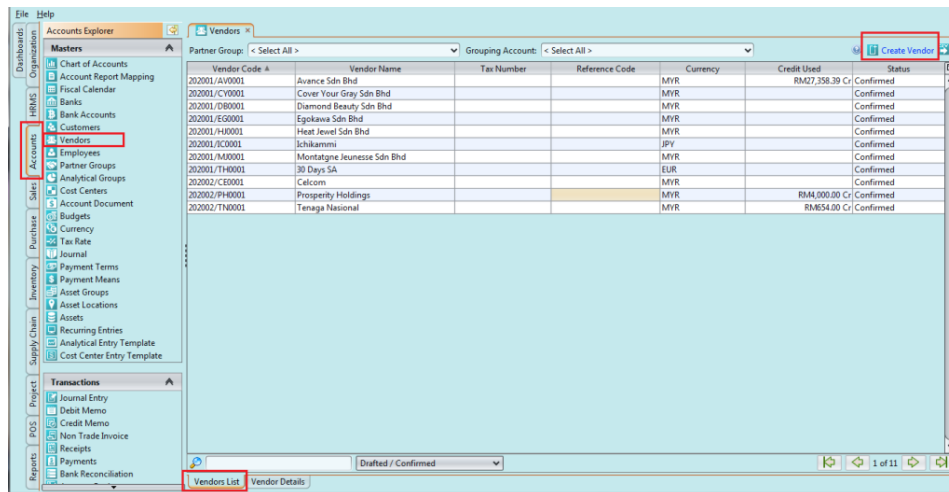 File Help
Dashboards
Organization
HRMS
Accounts
Sales
Purchase
Inventory
Supply Chain
Project
POS
Reports
Accounts Explorer
Masters
Chart of Accounts
Account Report Mapping
Fiscal Calendar
Banks
Bank Accounts
Customers
Vendors
Employees
Partner Groups
Analytical Groups
Cost Centers
Account Document
Budgets
Currency
Tax Rate
Journal
Payment Terms
Payment Means
Asset Groups
Asset Locations
Assets
Recurring Entries
Analytical Entry Template
Cost Center Entry Template
Transactions
Journal Entry
Debit Memo
Credit Memo
Non Trade Invoice
Receipts
Payments
Bank Reconciliation
Vendors
Partner Group: < Select All > Grouping Account: < Select All > Create Vendor
Vendor Code Vendor Name Tax Number Reference Code Currency Credit Used Status
202001/AV0001 Avance Sdn Bhd MYR RM27,358.39 Cr Confirmed
202001/CY0001 Cover Your Gray Sdn Bhd MYR Confirmed
202001/DB0001 Diamond Beauty Sdn Bhd MYR Confirmed
202001/EG0001 Egokawa Sdn Bhd MYR Confirmed
202001/HJ0001 Heat Jewel Sdn Bhd MYR Confirmed
202001/IC0001 Ichikammi JPY Confirmed
202001/MJ0001 Montatgne Jeunesse Sdn Bhd MYR Confirmed
202001/TH0001 30 Days SA EUR Confirmed
202002/CE0001 Celcom MYR Confirmed
202002/PH0001 Prosperity Holdings MYR RM4,000.00 Cr Confirmed
202002/TN0001 Tenaga Nasional MYR RM654.00 Cr Confirmed
Drafted / Confirmed 1 of 11
Vendors List Vendor Details